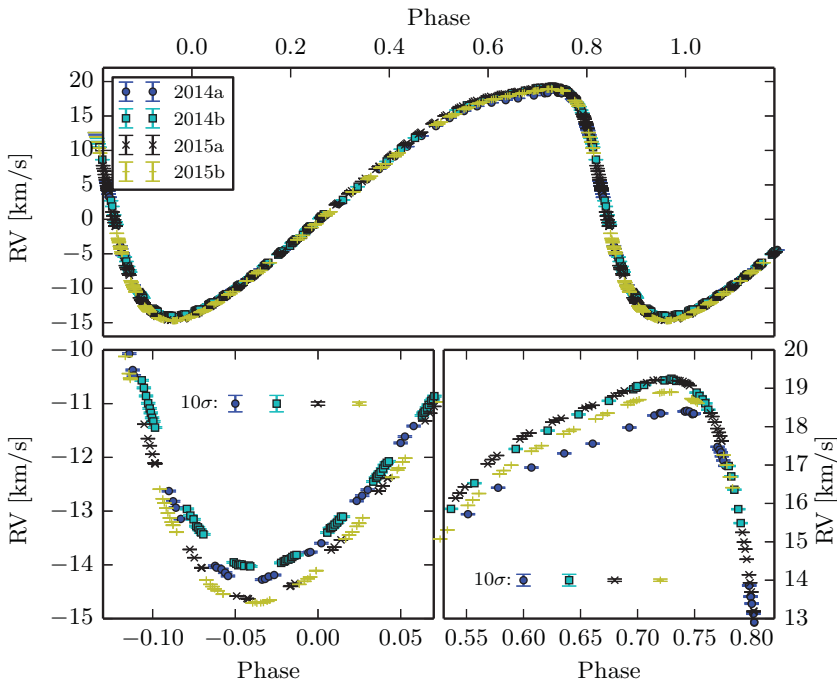 Phase
0.0 0.2 0.4 0.6 0.8 1.0
RV [km/s]
20
15
10
5
0
−5
−10
−15
2014a
2014b
2015a
2015b
RV [km/s]
−10
−11
−12
−13
−14
−15
10σ:
−0.10 −0.05 0.00 0.05
Phase
10σ:
0.55 0.60 0.65 0.70 0.75 0.80
Phase
20
19
18
17
16
15
14
13
RV [km/s]